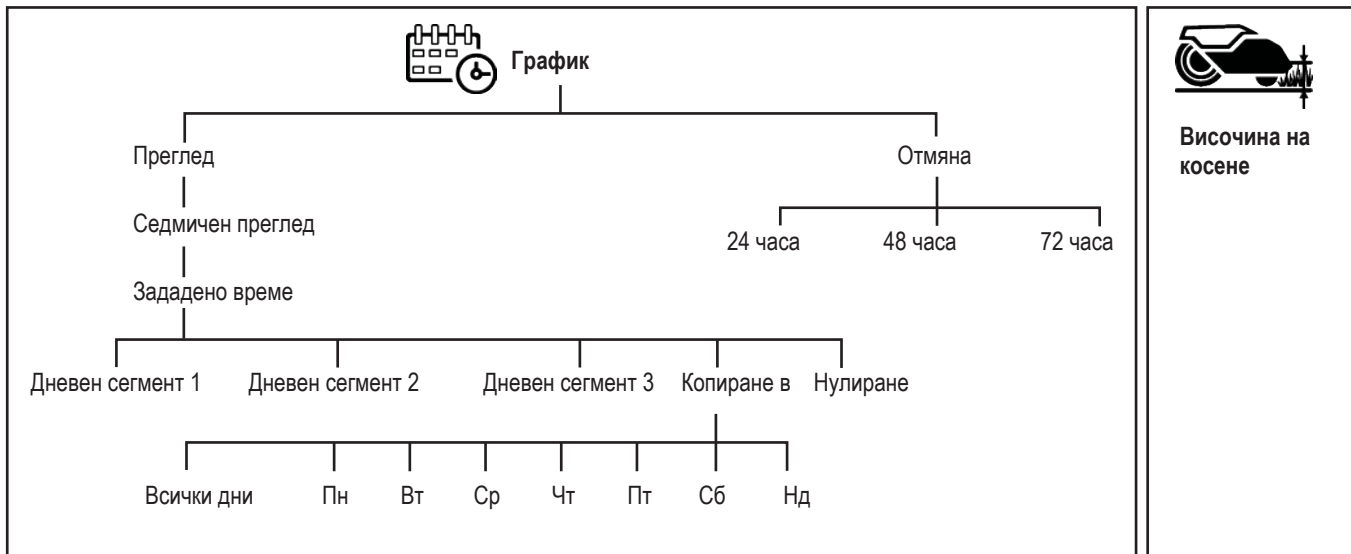 График
Преглед
Отмяна
Седмичен преглед
24 часа
48 часа
72 часа
Зададено време
Дневен сегмент 1
Дневен сегмент 2
Дневен сегмент 3
Копиране в
Нулиране
Всички дни
Пн
Вт
Ср
Чт
Пт
Сб
Нд
Височина на
косене